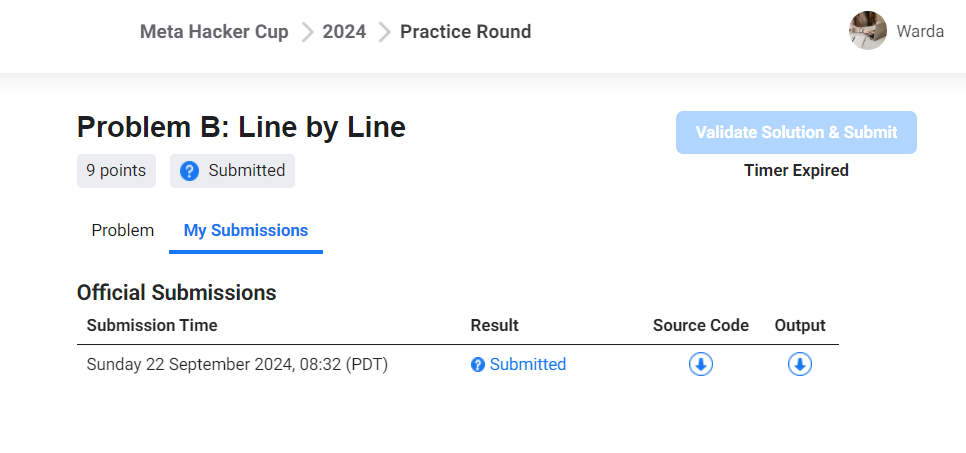 Meta Hacker Cup 2024 Practice Round Warda
Problem B: Line by Line
Validate Solution & Submit
9 points ? Submitted
Timer Expired
Problem My Submissions
Official Submissions
Submission Time Result Source Code Output
Sunday 22 September 2024, 08:32 (PDT) ? Submitted